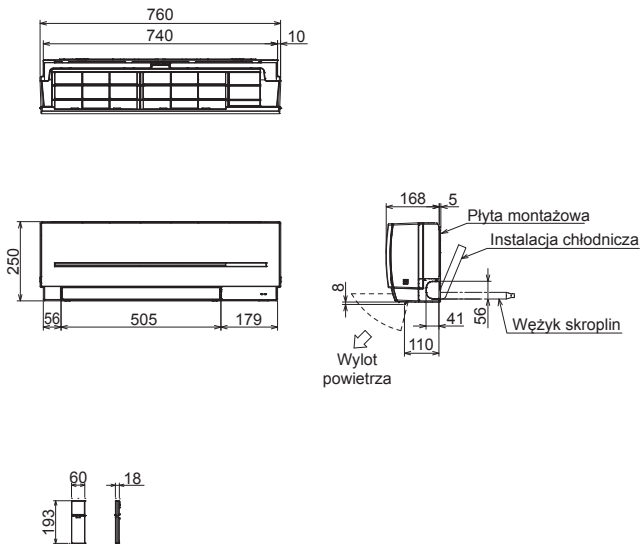 760
740 10
168 5
Płyta montażowa
Instalacja chłodnicza
250
8
56 505 179
41 56
Wężyk skroplin
110
Wylot
powietrza
60 18
193